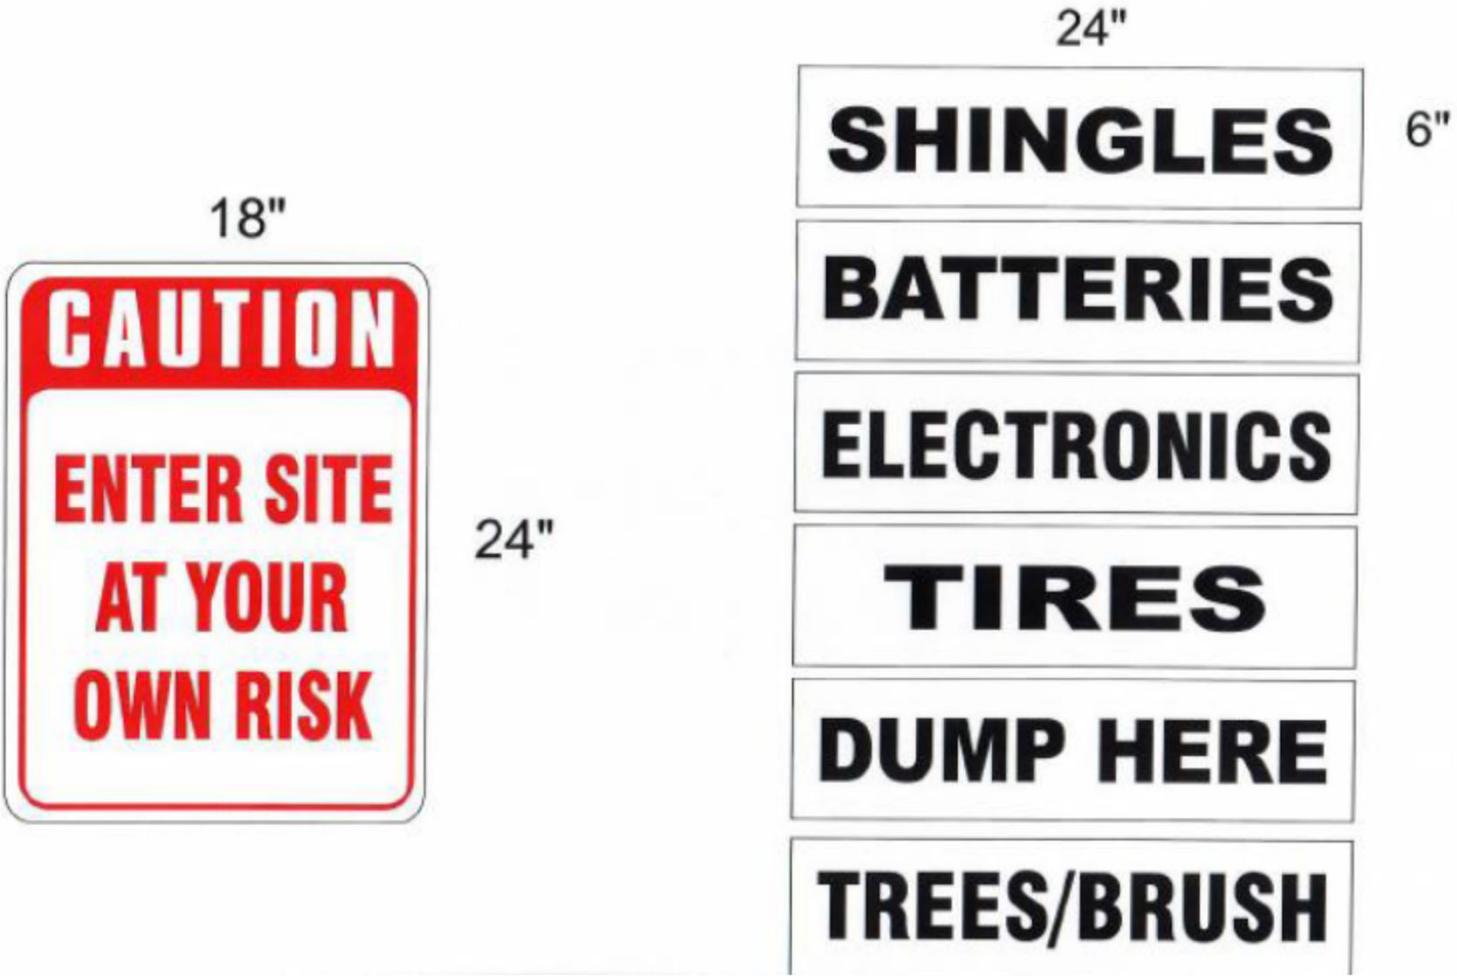 18"
CAUTION
ENTER SITE
AT YOUR
OWN RISK
24"
24"
SHINGLES
6"
BATTERIES
ELECTRONICS
TIRES
DUMP HERE
TREES/BRUSH